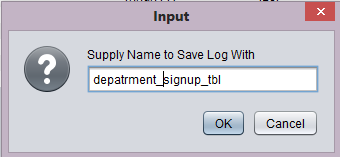 Input
Supply Name to Save Log With
depatrment_signup_tbl
OK
Cancel